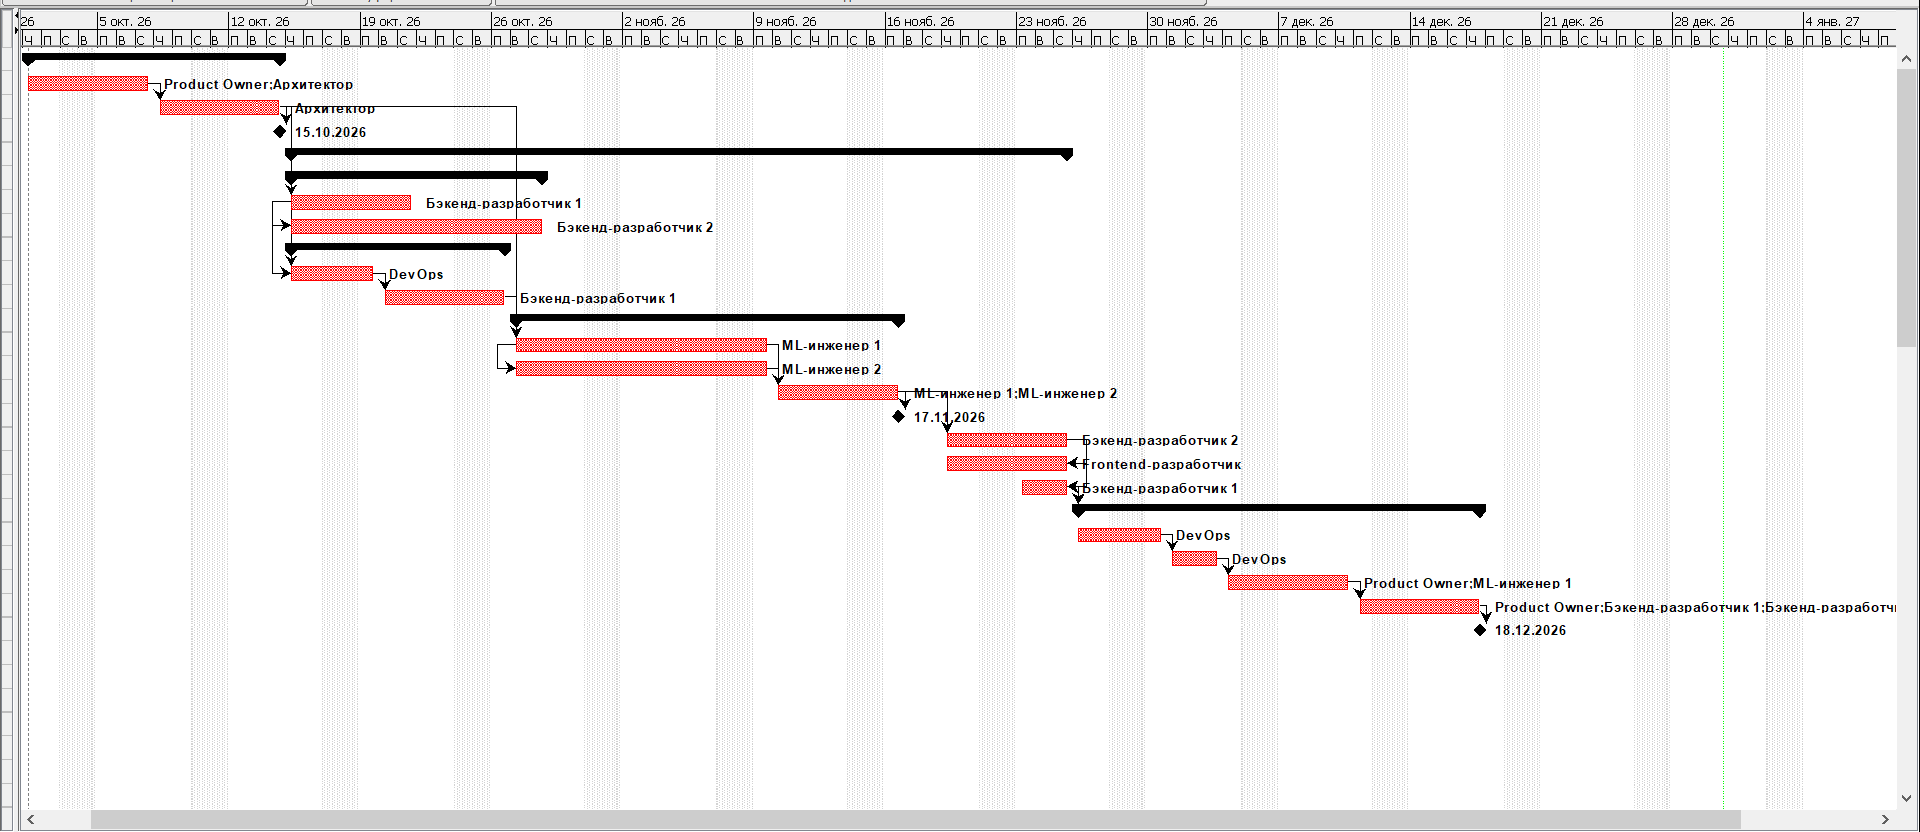 26 5 окт. 26 12 окт. 26 19 окт. 26 26 окт. 26 2 нояб. 26 9 нояб. 26 16 нояб. 26 23 нояб. 26 30 нояб. 26 7 дек. 26 14 дек. 26 21 дек. 26 28 дек. 26 4 янв. 27
Ч П С В П В С Ч П С В П В С Ч П С В П В С Ч П С В П В С Ч П С В П В С Ч П С В П В С Ч П С В П В С Ч П С В П В С Ч П С В П В С Ч П С В П В С Ч П С В П В С Ч П С В П В С Ч П С В П В С Ч П С В П В С Ч П
Product Owner;Архитектор
Архитектор
15.10.2026
Бэкенд-разработчик 1
Бэкенд-разработчик 2
DevOps
Бэкенд-разработчик 1
ML-инженер 1
ML-инженер 2
ML-инженер 1;ML-инженер 2
17.11.2026
Бэкенд-разработчик 2
Frontend-разработчик
Бэкенд-разработчик 1
DevOps
DevOps
Product Owner;ML-инженер 1
Product Owner;Бэкенд-разработчик 1;Бэкенд-разработчи
18.12.2026